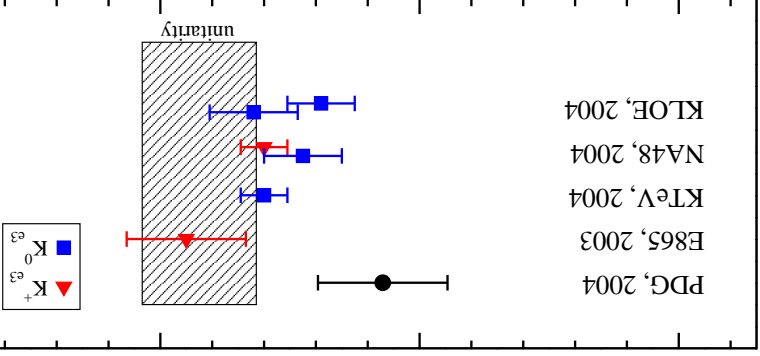 PDG, 2004
E865, 2003
KTeV, 2004
NA48, 2004
KLOE, 2004
K⁺e3
K⁰e3
unitarity